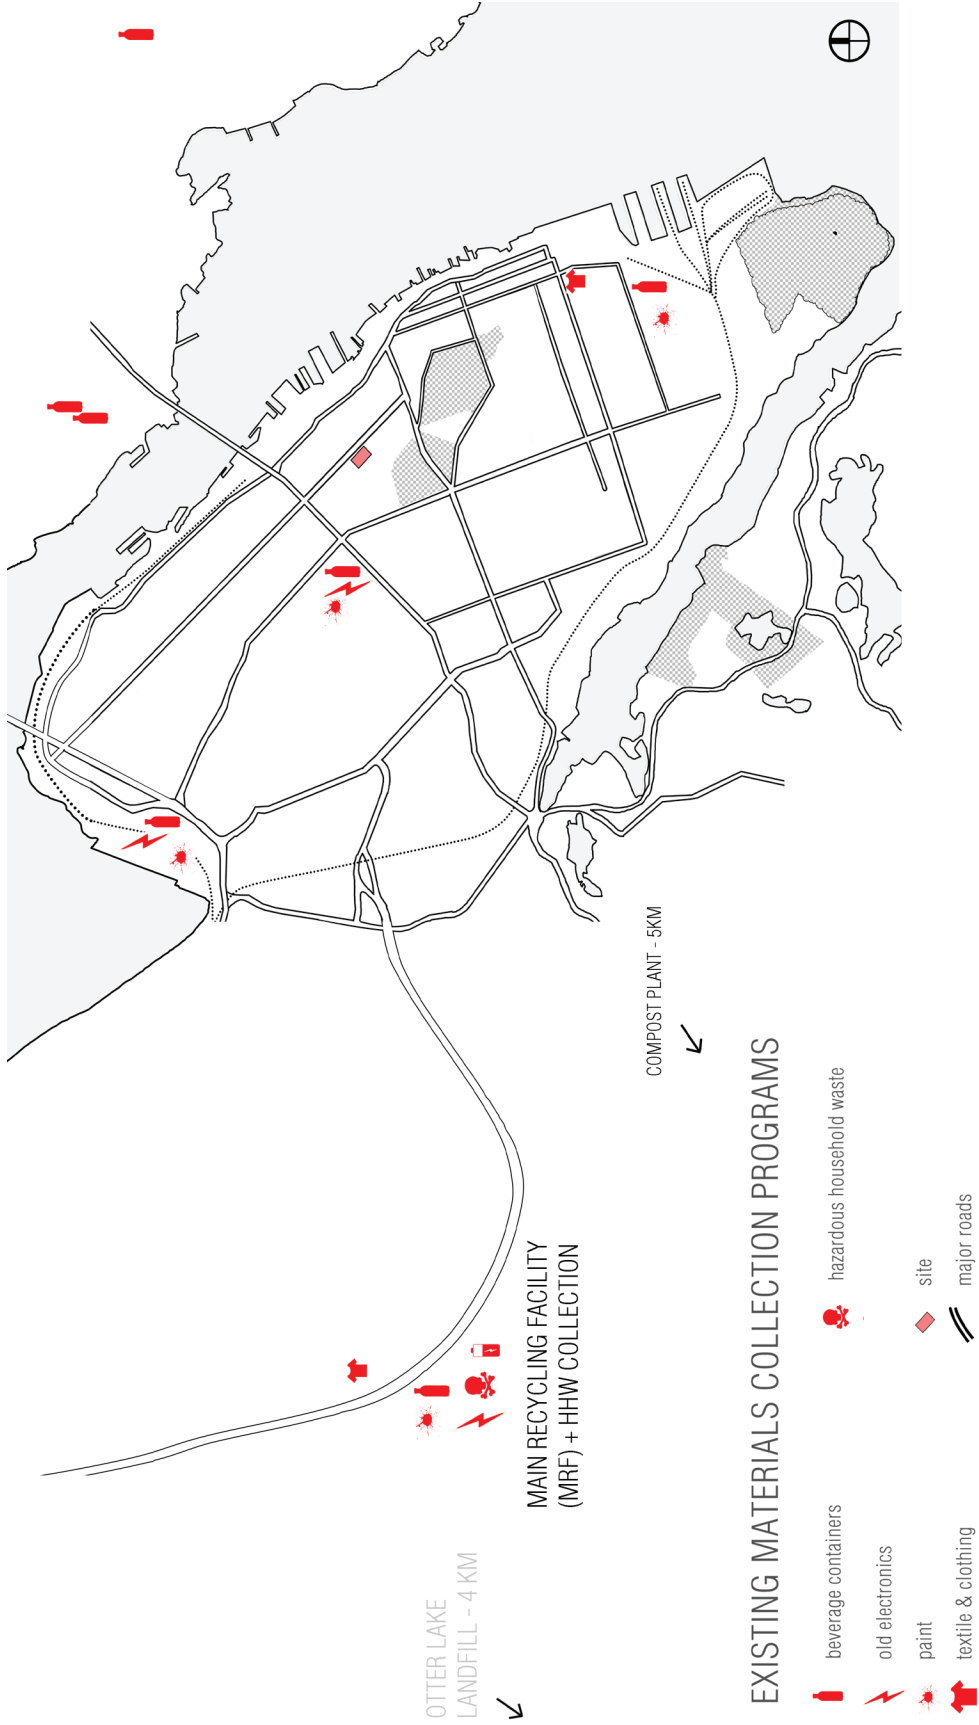 COMPOST PLANT - 5KM
MAIN RECYCLING FACILITY
(MRF) + HHW COLLECTION
OTTER LAKE
LANDFILL - 4 KM
EXISTING MATERIALS COLLECTION PROGRAMS
beverage containers
old electronics
paint
textile & clothing
hazardous household waste
site
major roads